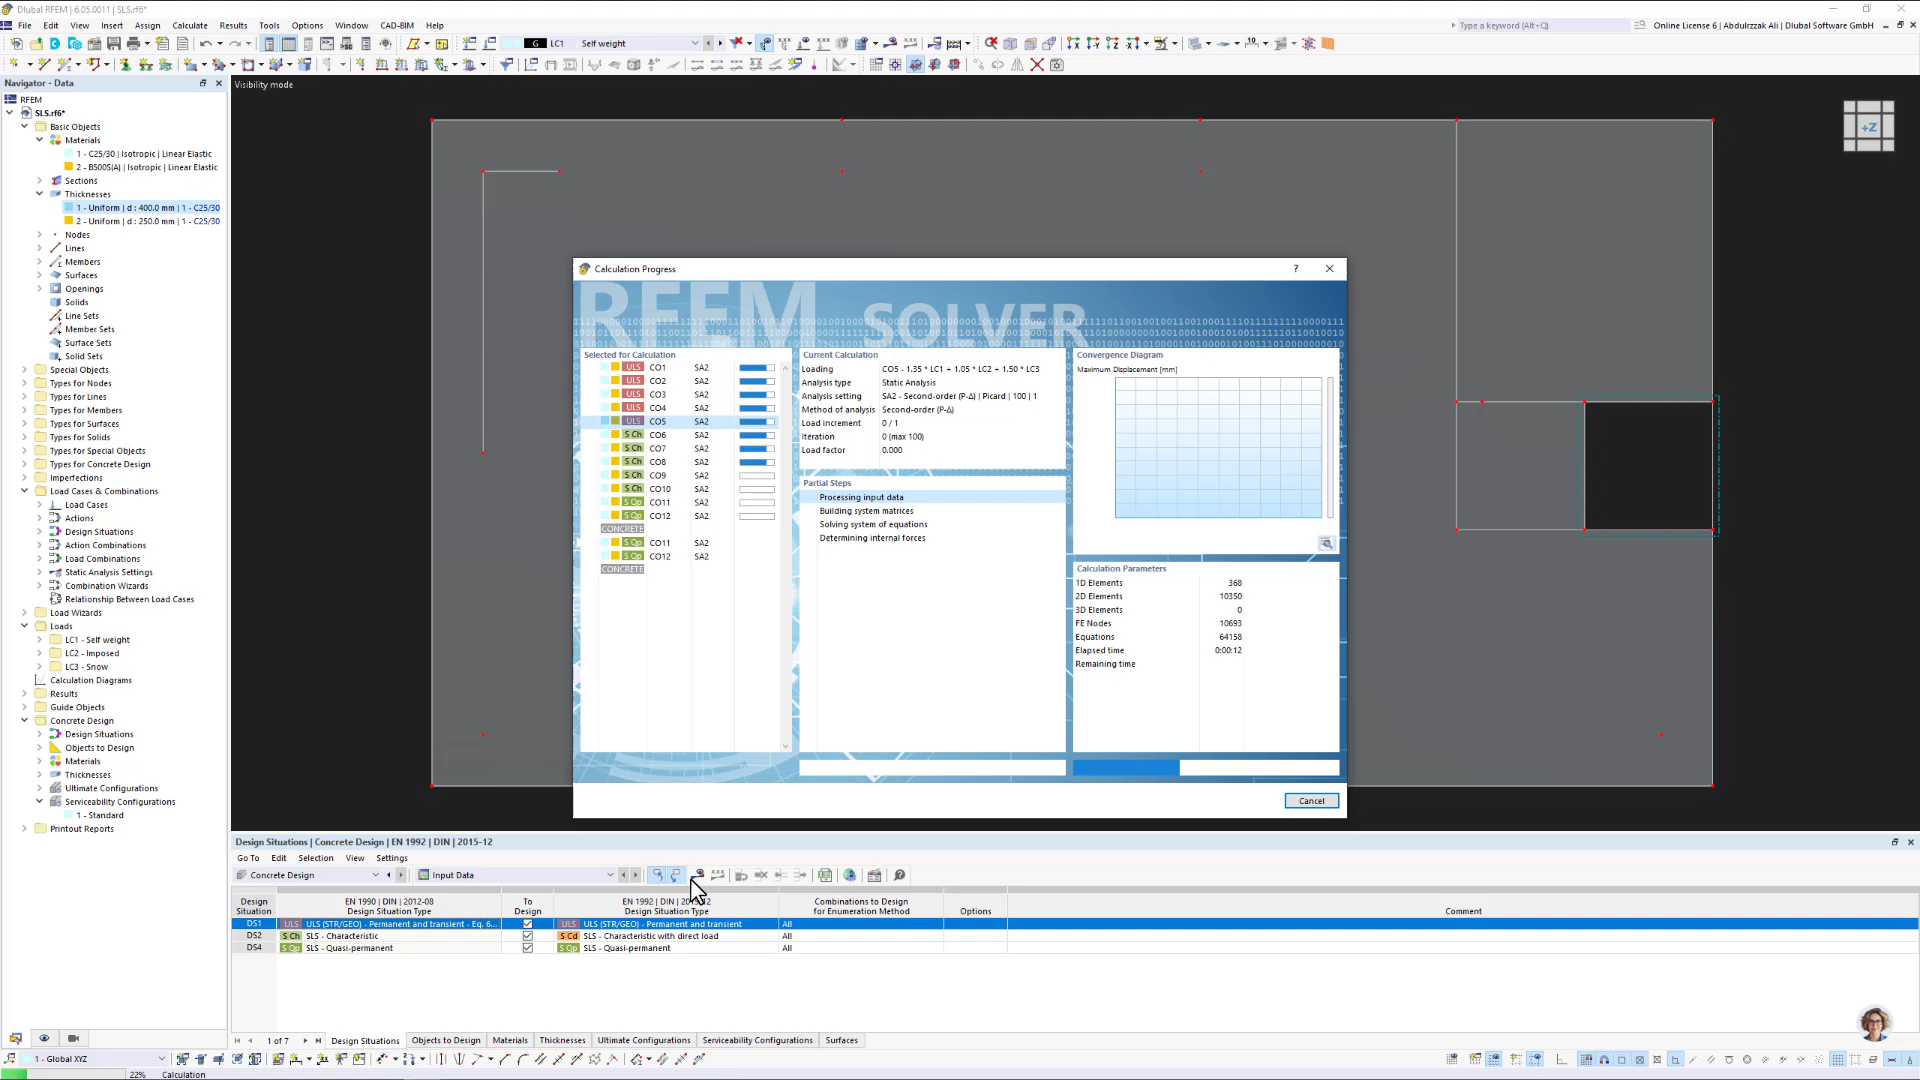 Dlubal RFEM | 6.05.0011 | SLS.rf6*
File Edit View Insert Assign Calculate Results Tools Options Window CAD-BIM Help
Type a keyword (Alt+Q)
Online License 6 | Abdulrzzak Ali | Dlubal Software GmbH
G LC1 Self weight
Navigator - Data
RFEM
SLS.rf6*
Basic Objects
Materials
1 - C25/30 | Isotropic | Linear Elastic
2 - B500S(A) | Isotropic | Linear Elastic
Sections
Thicknesses
1 - Uniform | d : 400.0 mm | 1 - C25/30
2 - Uniform | d : 250.0 mm | 1 - C25/30
Nodes
Lines
Members
Surfaces
Openings
Solids
Line Sets
Member Sets
Surface Sets
Solid Sets
Special Objects
Types for Nodes
Types for Lines
Types for Members
Types for Surfaces
Types for Solids
Types for Special Objects
Types for Concrete Design
Imperfections
Load Cases & Combinations
Load Cases
Actions
Design Situations
Action Combinations
Load Combinations
Static Analysis Settings
Combination Wizards
Relationship Between Load Cases
Load Wizards
Loads
LC1 - Self weight
LC2 - Imposed
LC3 - Snow
Calculation Diagrams
Results
Guide Objects
Concrete Design
Design Situations
Objects to Design
Materials
Thicknesses
Ultimate Configurations
Serviceability Configurations
1 - Standard
Printout Reports
Visibility mode
+Z
Calculation Progress
RFEM SOLVER
Selected for Calculation
ULS CO1 SA2
ULS CO2 SA2
ULS CO3 SA2
ULS CO4 SA2
ULS CO5 SA2
S Ch CO6 SA2
S Ch CO7 SA2
S Ch CO8 SA2
S Ch CO9 SA2
S Ch CO10 SA2
S Qp CO11 SA2
S Qp CO12 SA2
CONCRETE
S Qp CO11 SA2
S Qp CO12 SA2
CONCRETE
Current Calculation
Loading CO5 - 1.35 * LC1 + 1.05 * LC2 + 1.50 * LC3
Analysis type Static Analysis
Analysis setting SA2 - Second-order (P-Δ) | Picard | 100 | 1
Method of analysis Second-order (P-Δ)
Load increment 0 / 1
Iteration 0 (max 100)
Load factor 0.000
Partial Steps
Processing input data
Building system matrices
Solving system of equations
Determining internal forces
Convergence Diagram
Maximum Displacement [mm]
Calculation Parameters
1D Elements 368
2D Elements 10350
3D Elements 0
FE Nodes 10693
Equations 64158
Elapsed time 0:00:12
Remaining time
Cancel
Design Situations | Concrete Design | EN 1992 | DIN | 2015-12
Go To Edit Selection View Settings
Concrete Design Input Data
Design Situation
EN 1990 | DIN | 2012-08 Design Situation Type
To Design
Design Situation Type
Combinations to Design for Enumeration Method
Options
Comment
DS1 ULS ULS (STR/GEO) - Permanent and transient - Eq. 6... ULS ULS (STR/GEO) - Permanent and transient All
DS2 S Ch SLS - Characteristic S Cd SLS - Characteristic with direct load All
DS4 S Qp SLS - Quasi-permanent S Qp SLS - Quasi-permanent All
1 of 7 Design Situations Objects to Design Materials Thicknesses Ultimate Configurations Serviceability Configurations Surfaces
1 - Global XYZ
22% Calculation